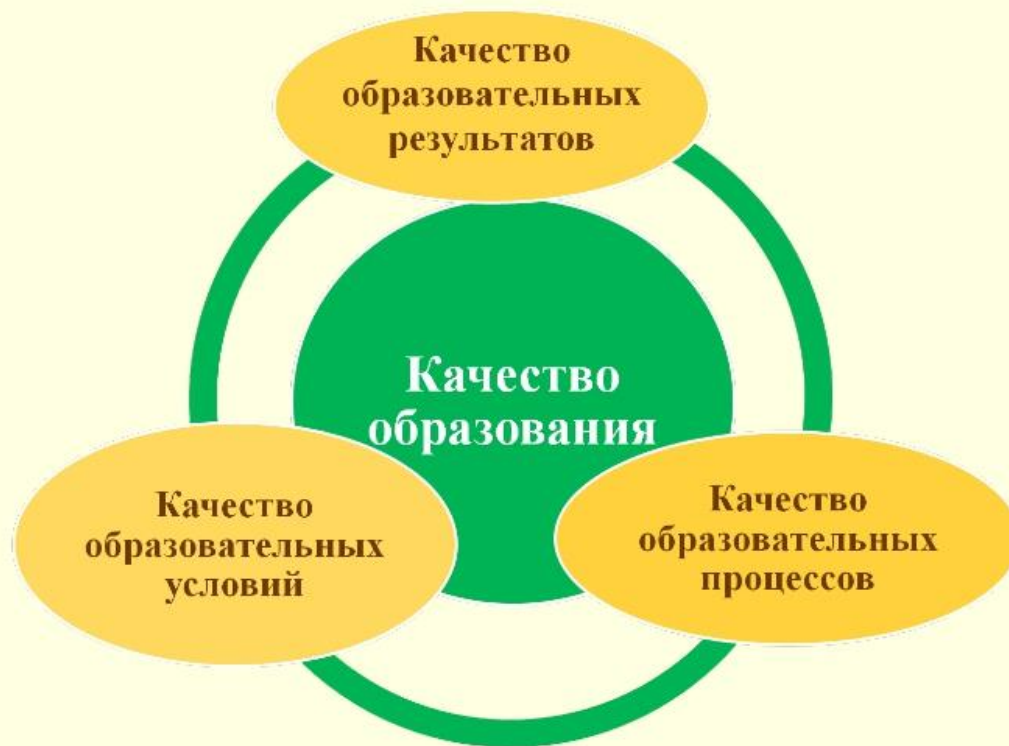 Качество
образовательных
результатов
Качество
образования
Качество
образовательных
условий
Качество
образовательных
процессов